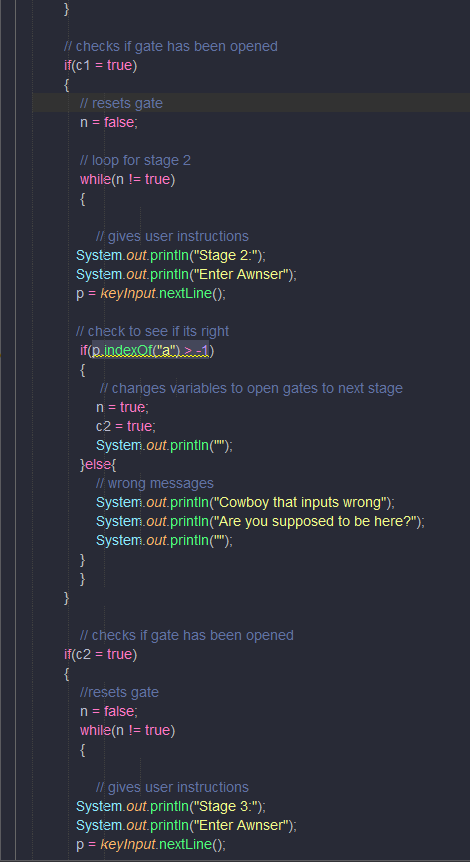 }
// checks if gate has been opened
if(c1 = true)
{
// resets gate
n = false;
// loop for stage 2
while(n != true)
{
// gives user instructions
System.out.println("Stage 2:");
System.out.println("Enter Awnser");
p = keyInput.nextLine();
// check to see if its right
if(p.indexOf("a") > -1)
{
// changes variables to open gates to next stage
n = true;
c2 = true;
System.out.println("");
}else{
// wrong messages
System.out.println("Cowboy that inputs wrong");
System.out.println("Are you supposed to be here?");
System.out.println("");
}
}
}
// checks if gate has been opened
if(c2 = true)
{
//resets gate
n = false;
while(n != true)
{
// gives user instructions
System.out.println("Stage 3:");
System.out.println("Enter Awnser");
p = keyInput.nextLine();